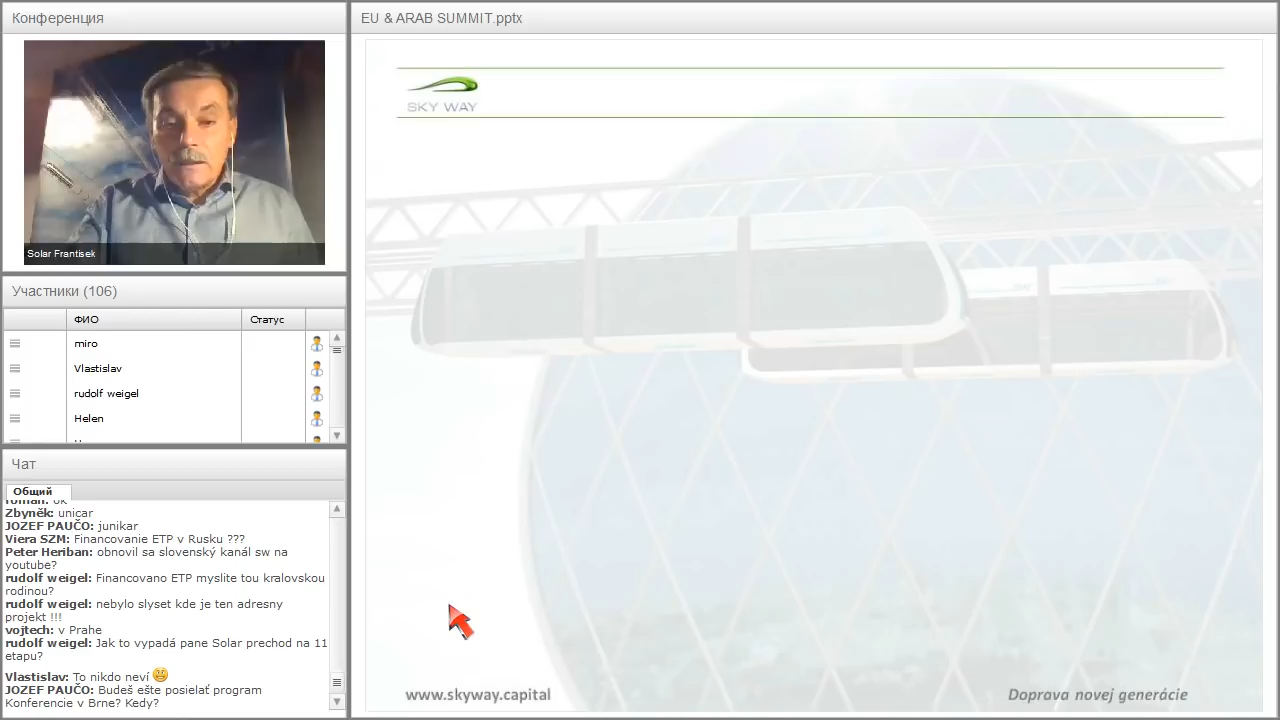 Конференция
Solar Frantisek
Участники (106)
ФИО Статус
miro
Vlastislav
rudolf weigel
Helen
Чат
Общий
roman: ok
Zbyněk: unicar
JOZEF PAUČO: junikar
Viera SZM: Financovanie ETP v Rusku ???
Peter Heriban: obnovil sa slovenský kanál sw na
youtube?
rudolf weigel: Financovano ETP myslite tou kralovskou
rodinou?
rudolf weigel: nebylo slyset kde je ten adresny
projekt !!!
vojtech: v Prahe
rudolf weigel: Jak to vypadá pane Solar prechod na 11
etapu?
Vlastislav: To nikdo neví
JOZEF PAUČO: Budeš ešte posielať program
Konferencie v Brne? Kedy?
EU & ARAB SUMMIT.pptx
SKY WAY
www.skyway.capital
Doprava novej generácie